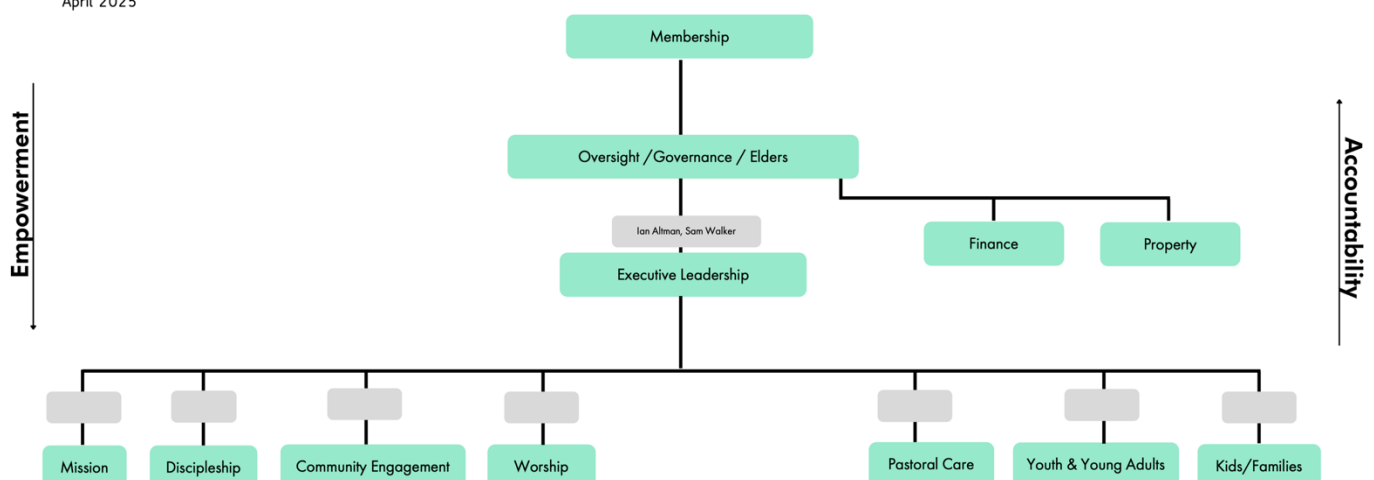 April 2025
Membership
Empowerment
Accountability
Oversight /Governance / Elders
Ian Altman, Sam Walker
Finance
Property
Executive Leadership
Mission
Discipleship
Community Engagement
Worship
Pastoral Care
Youth & Young Adults
Kids/Families